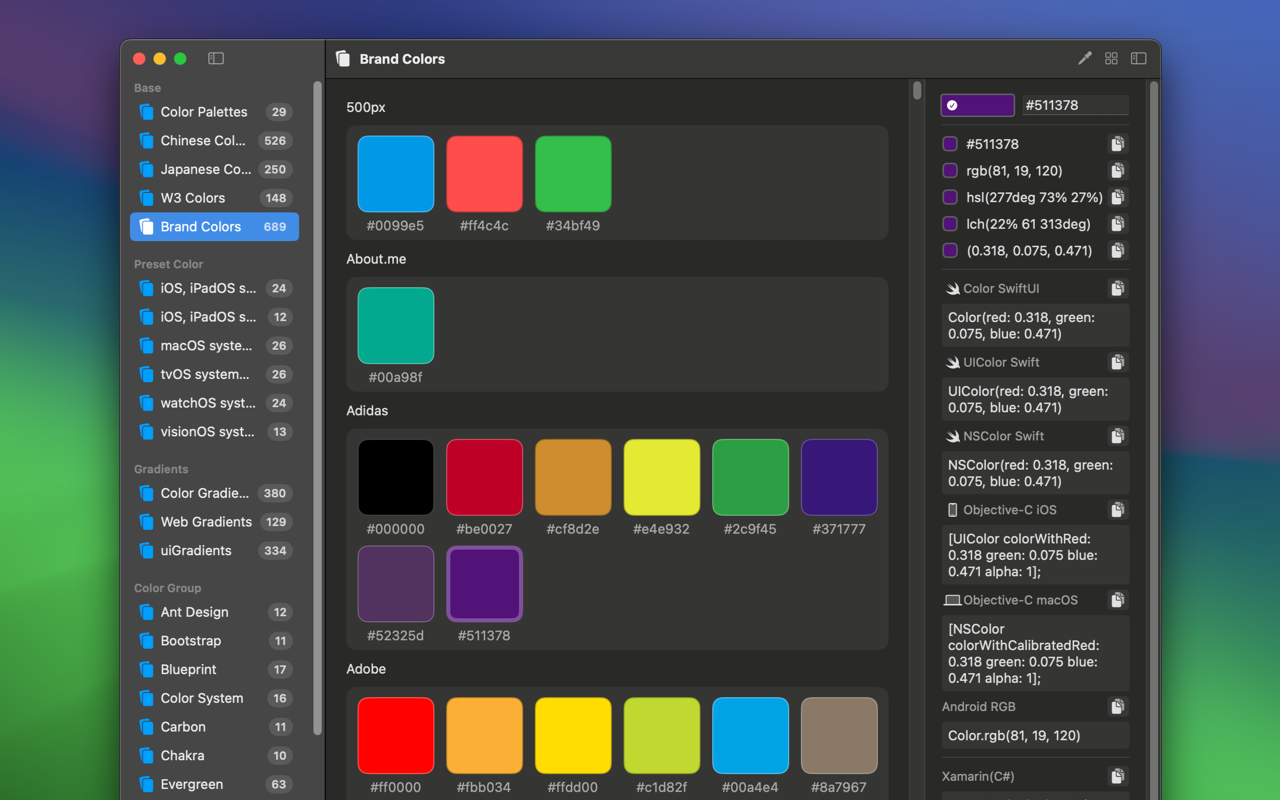 Base
Color Palettes 29
Chinese Col... 526
Japanese Co... 250
W3 Colors 148
Brand Colors 689
Preset Color
iOS, iPadOS s... 24
iOS, iPadOS s... 12
macOS syste... 26
tvOS system... 26
watchOS syst... 24
visionOS syst... 13
Gradients
Color Gradie... 380
Web Gradients 129
uiGradients 334
Color Group
Ant Design 12
Bootstrap 11
Blueprint 17
Color System 16
Carbon 11
Chakra 10
Evergreen 63
Brand Colors
500px
#0099e5 #ff4c4c #34bf49
About.me
#00a98f
Adidas
#000000 #be0027 #cf8d2e #e4e932 #2c9f45 #371777
#52325d #511378
Adobe
#ff0000 #fbb034 #ffdd00 #c1d82f #00a4e4 #8a7967
#511378
#511378
rgb(81, 19, 120)
hsl(277deg 73% 27%)
lch(22% 61 313deg)
(0.318, 0.075, 0.471)
Color SwiftUI
Color(red: 0.318, green:
0.075, blue: 0.471)
UIColor Swift
UIColor(red: 0.318, green:
0.075, blue: 0.471)
NSColor Swift
NSColor(red: 0.318, green:
0.075, blue: 0.471)
Objective-C iOS
[UIColor colorWithRed:
0.318 green: 0.075 blue:
0.471 alpha: 1];
Objective-C macOS
[NSColor
colorWithCalibratedRed:
0.318 green: 0.075 blue:
0.471 alpha: 1];
Android RGB
Color.rgb(81, 19, 120)
Xamarin(C#)